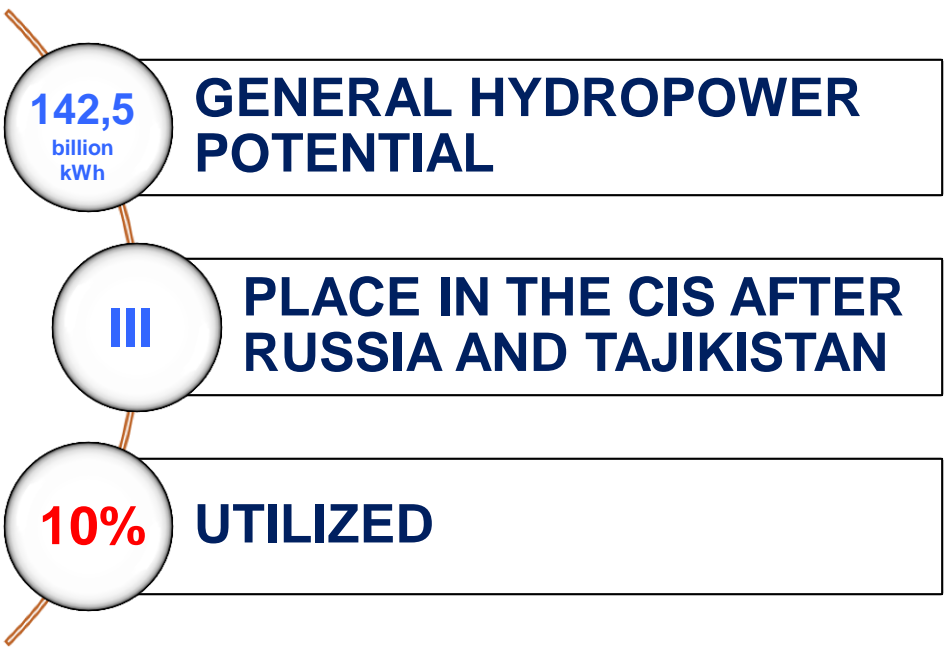 142,5
billion
kWh
GENERAL HYDROPOWER
POTENTIAL
III
PLACE IN THE CIS AFTER
RUSSIA AND TAJIKISTAN
10%
UTILIZED